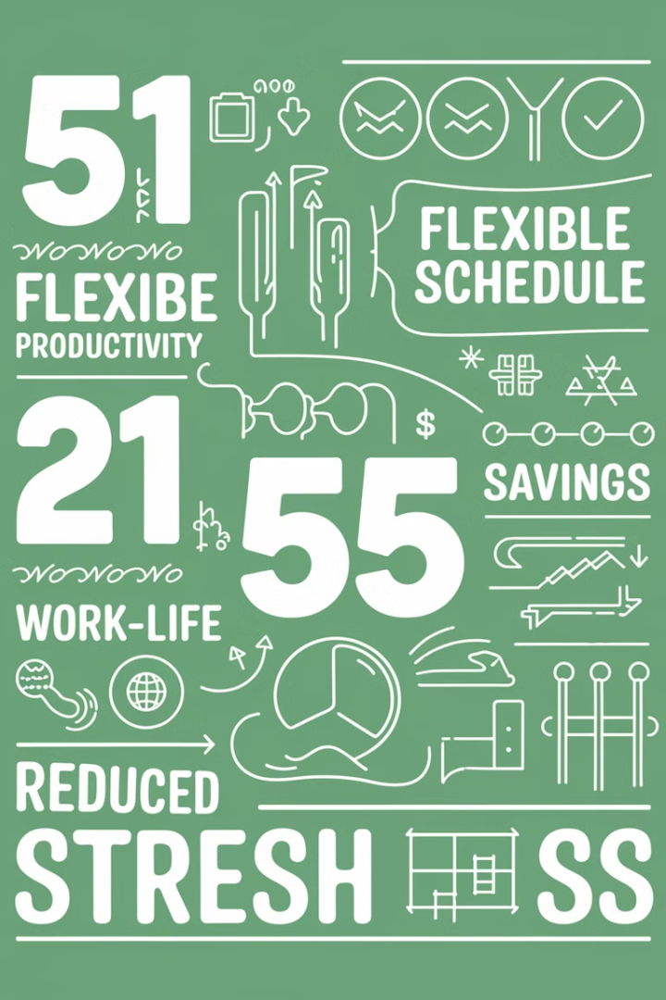 51
FLEXIBE
PRODUCTIVITY
FLEXIBLE
SCHEDULE
21
$
55
SAVINGS
WORK-LIFE
REDUCED
STRESH SS